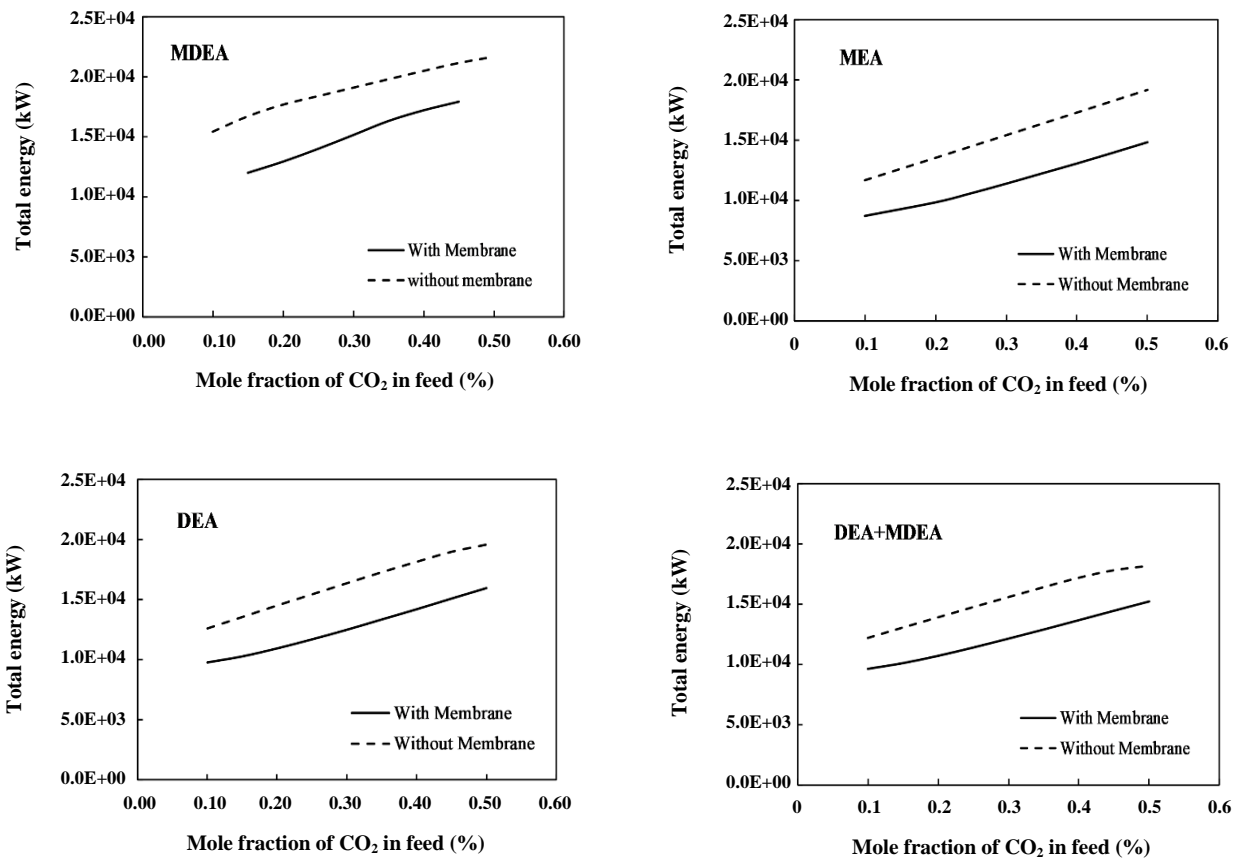 MDEA
Total energy (kW)
2.5E+04
2.0E+04
1.5E+04
1.0E+04
5.0E+03
0.0E+00
With Membrane
without membrane
0.00 0.10 0.20 0.30 0.40 0.50 0.60
Mole fraction of CO₂ in feed (%)
MEA
Total energy (kW)
2.5E+04
2.0E+04
1.5E+04
1.0E+04
5.0E+03
0.0E+00
With Membrane
Without Membrane
0 0.1 0.2 0.3 0.4 0.5 0.6
Mole fraction of CO₂ in feed (%)
DEA
Total energy (kW)
2.5E+04
2.0E+04
1.5E+04
1.0E+04
5.0E+03
0.0E+00
With Membrane
Without Membrane
0.00 0.10 0.20 0.30 0.40 0.50 0.60
Mole fraction of CO₂ in feed (%)
DEA+MDEA
Total energy (kW)
2.5E+04
2.0E+04
1.5E+04
1.0E+04
5.0E+03
0.0E+00
With Membrane
Without Membrane
0 0.1 0.2 0.3 0.4 0.5 0.6
Mole fraction of CO₂ in feed (%)